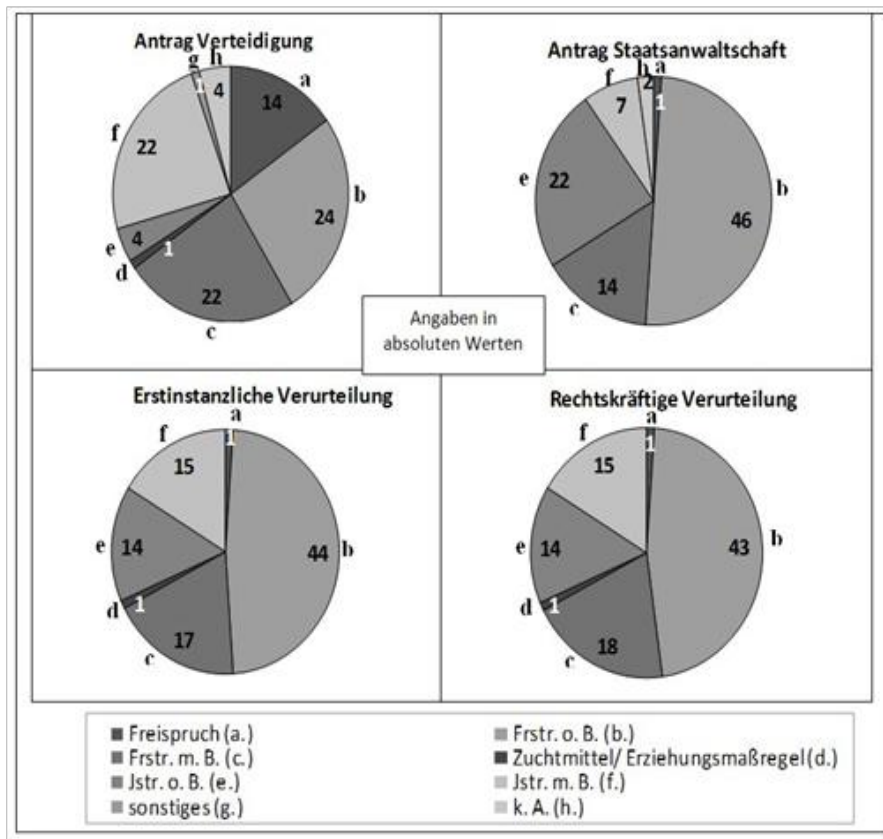 Antrag Verteidigung
g
h
1
4
a
14
f
22
b
24
e
4
d
1
22
c
Antrag Staatsanwaltschaft
h
a
f
2
1
7
e
22
b
46
14
c
Angaben in
absoluten Werten
Erstinstanzliche Verurteilung
a
f
1
15
e
14
44
b
d
1
17
c
Rechtskräftige Verurteilung
a
f
1
15
e
14
43
b
d
1
18
c
Freispruch (a.)
Frstr. o. B. (b.)
Frstr. m. B. (c.)
Zuchtmittel/ Erziehungsmaßregel (d.)
Jstr. o. B. (e.)
Jstr. m. B. (f.)
sonstiges (g.)
k. A. (h.)